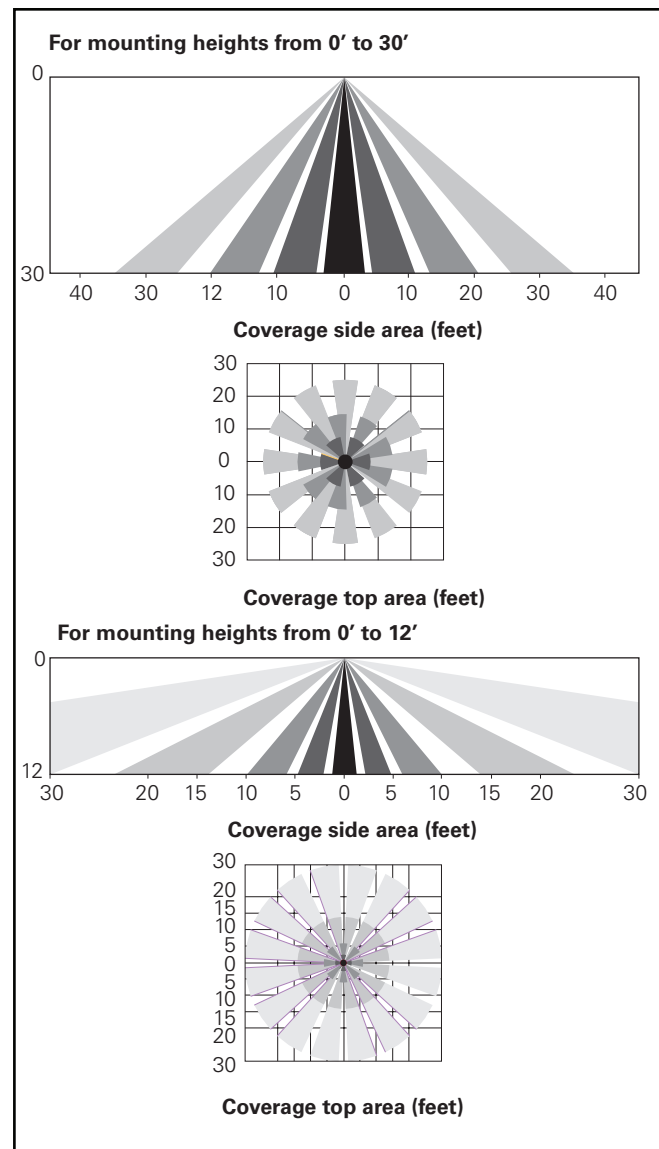 For mounting heights from 0′ to 30′
0
30
40 30 12 10 0 10 20 30 40
Coverage side area (feet)
30
20
10
0
10
20
30
Coverage top area (feet)
For mounting heights from 0′ to 12′
0
12
30 20 15 10 5 0 5 10 15 20 30
Coverage side area (feet)
30
20
15
10
5
0
5
10
15
20
30
Coverage top area (feet)